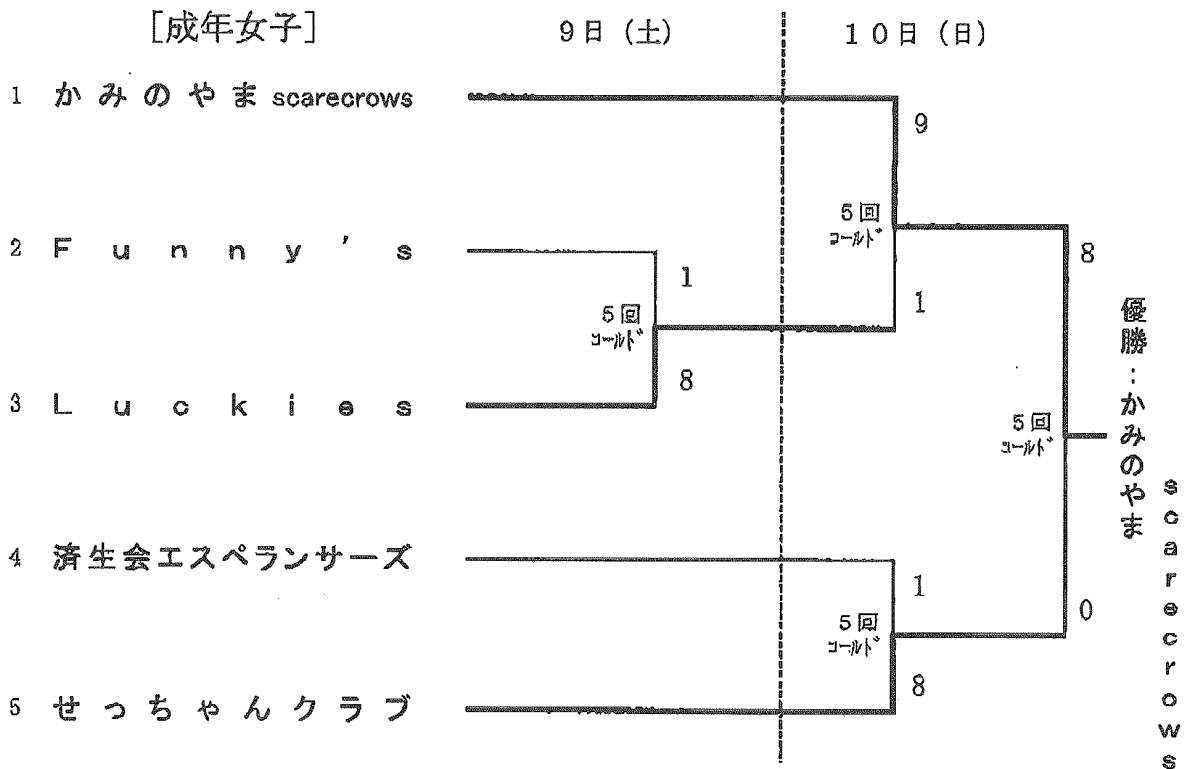 [成年女子]
9日（土）
10日（日）
1 かみのやま scarecrows
9
5回
コールド
8
2 Funny's
1
5回
コールド
1
3 Luckies
8
5回
コールド
優勝：かみのやま scarecrows
4 済生会エスペランサーズ
1
5回
コールド
0
5 せっちゃんクラブ
8